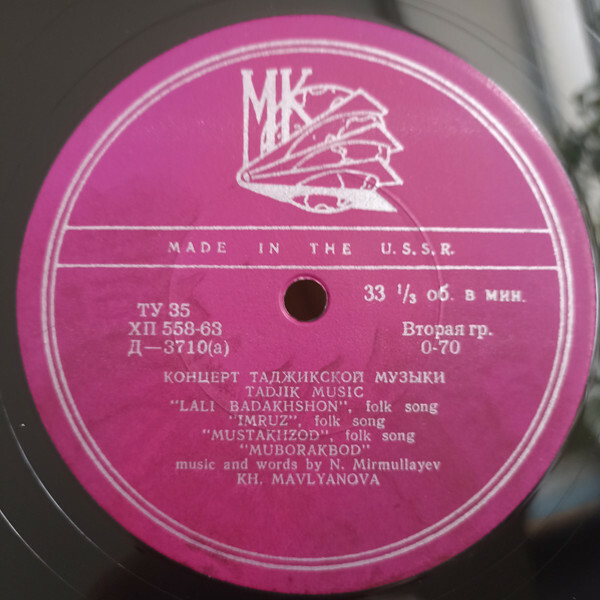 МК
MADE IN THE U.S.S.R.
33 1/3 об. в мин.
ТУ 35
ХП 558-63
Д—3710(а)
Вторая гр.
0-70
КОНЦЕРТ ТАДЖИКСКОЙ МУЗЫКИ
TADJIK MUSIC
"LALI BADAKHSHON", folk song
"IMRUZ", folk song
"MUSTAKHZOD", folk song
"MUBORAKBOD"
music and words by N. Mirmullayev
KH. MAVLYANOVA